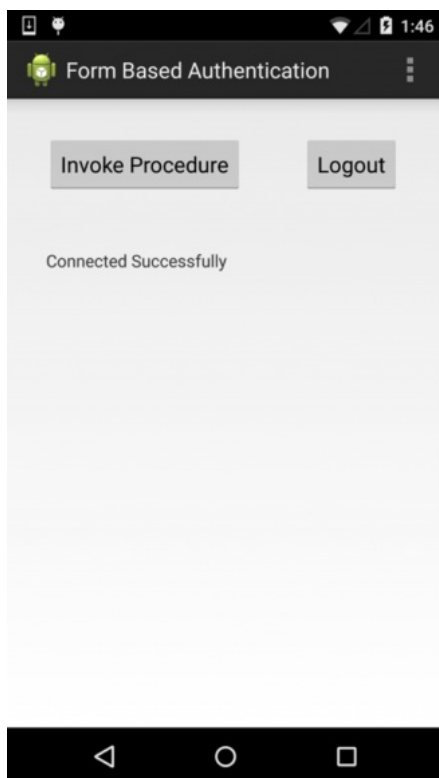 1:46
Form Based Authentication
Invoke Procedure
Logout
Connected Successfully